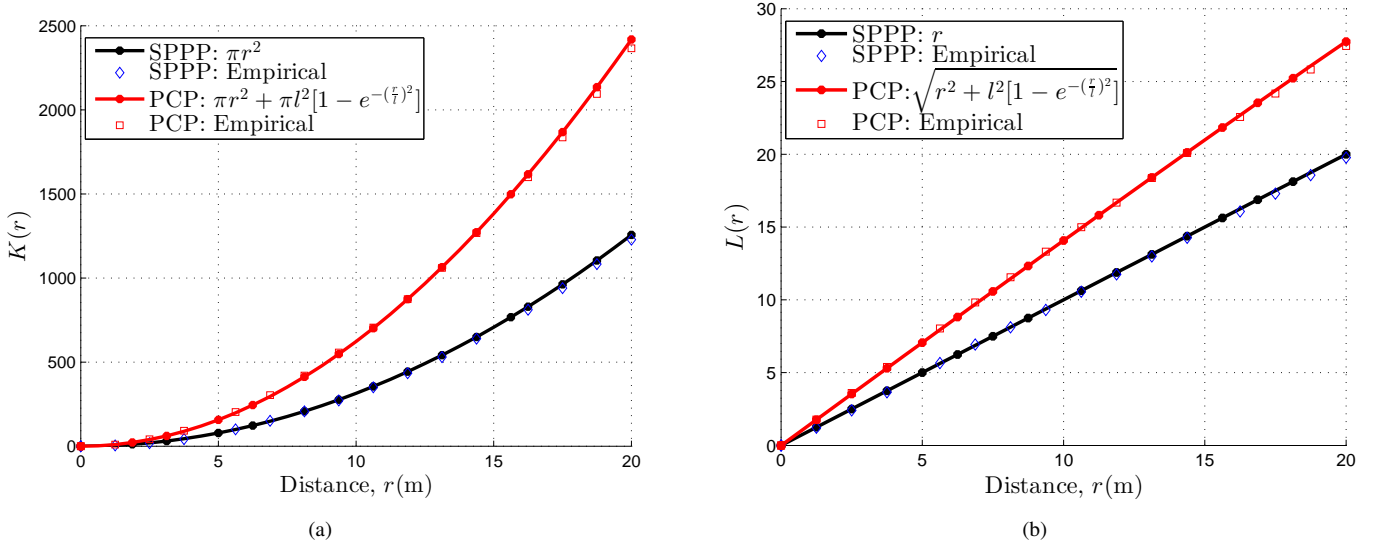 2500
2000
1500
1000
500
0
K(r)
SPPP: πr²
SPPP: Empirical
PCP: πr² + πl²[1 − e^{−(r/l)²}]
PCP: Empirical
0 5 10 15 20
Distance, r(m)
(a)
30
25
20
15
10
5
0
L(r)
SPPP: r
SPPP: Empirical
PCP:√(r² + l²[1 − e^{−(r/l)²}])
PCP: Empirical
0 5 10 15 20
Distance, r(m)
(b)